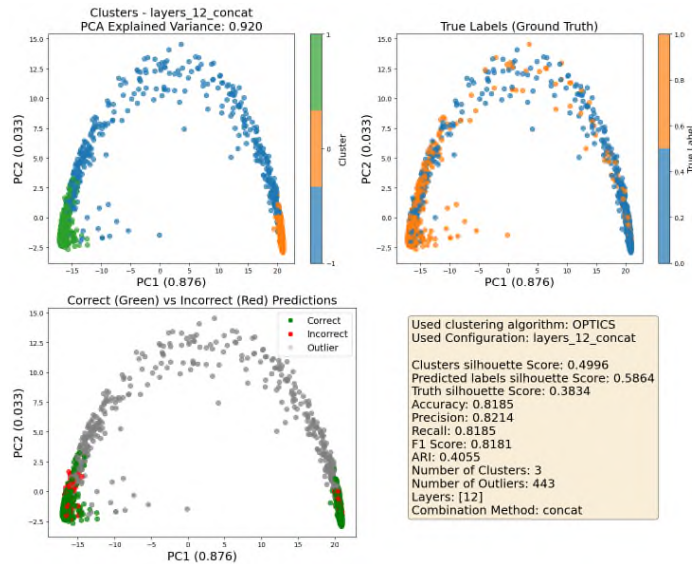 Clusters - layers_12_concat
PCA Explained Variance: 0.920
15.0
12.5
10.0
7.5
5.0
2.5
0.0
−2.5
PC2 (0.033)
−15
−10
−5
0
5
10
15
20
PC1 (0.876)
1
0
−1
Cluster
True Labels (Ground Truth)
15.0
12.5
10.0
7.5
5.0
2.5
0.0
−2.5
PC2 (0.033)
−15
−10
−5
0
5
10
15
20
PC1 (0.876)
1.0
0.8
0.6
0.4
0.2
0.0
True Label
Correct (Green) vs Incorrect (Red) Predictions
15.0
12.5
10.0
7.5
5.0
2.5
0.0
−2.5
PC2 (0.033)
−15
−10
−5
0
5
10
15
20
PC1 (0.876)
Correct
Incorrect
Outlier
Used clustering algorithm: OPTICS
Used Configuration: layers_12_concat
Clusters silhouette Score: 0.4996
Predicted labels silhouette Score: 0.5864
Truth silhouette Score: 0.3834
Accuracy: 0.8185
Precision: 0.8214
Recall: 0.8185
F1 Score: 0.8181
ARI: 0.4055
Number of Clusters: 3
Number of Outliers: 443
Layers: [12]
Combination Method: concat